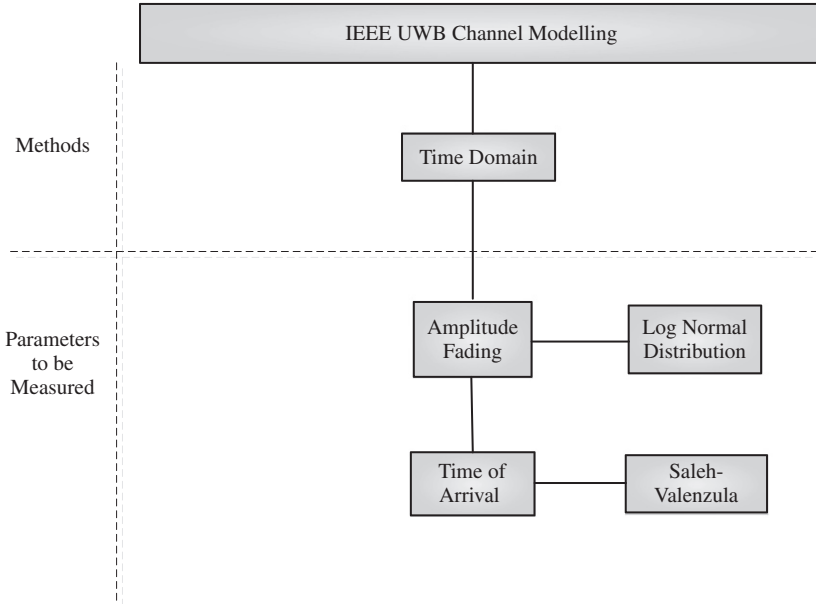 IEEE UWB Channel Modelling
Methods
Time Domain
Parameters
to be
Measured
Amplitude
Fading
Log Normal
Distribution
Time of
Arrival
Saleh-
Valenzula